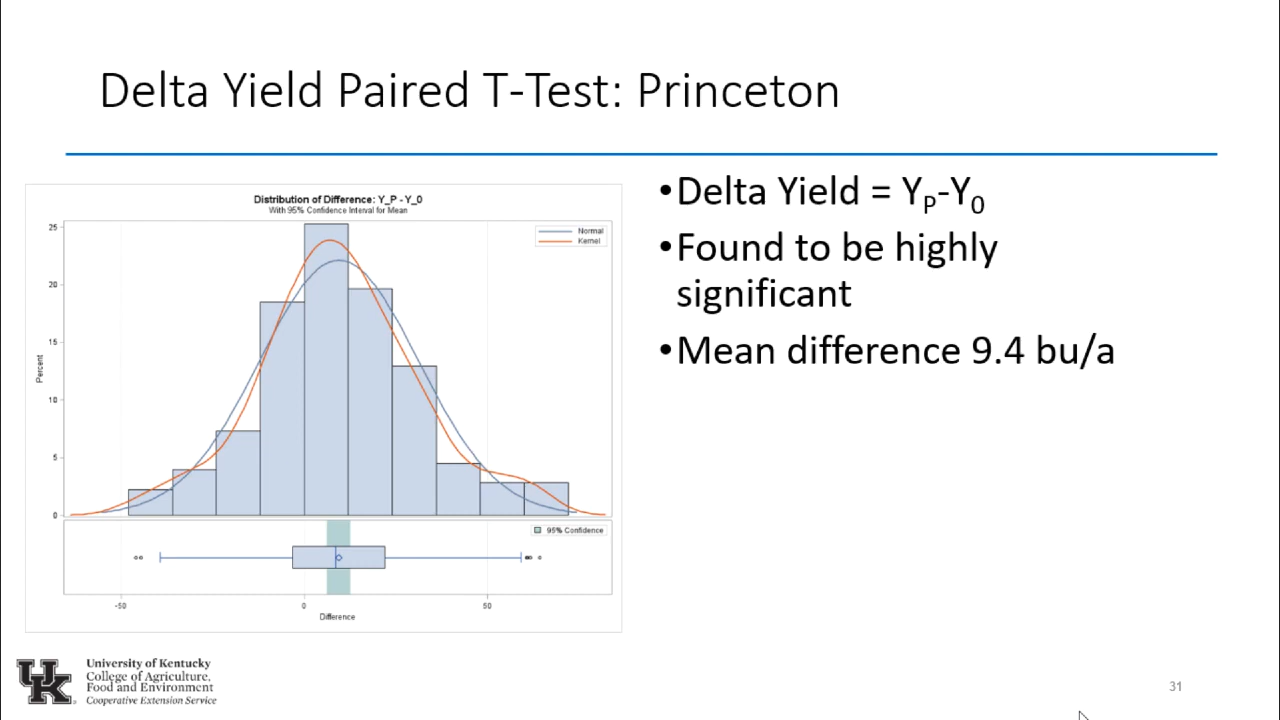 Delta Yield Paired T-Test: Princeton
Distribution of Difference: Y_P - Y_0
With 95% Confidence Interval for Mean
25
20
15
10
5
0
Percent
Normal
Kernel
95% Confidence
-50
0
50
Difference
•Delta Yield = YP-Y0
•Found to be highly
significant
•Mean difference 9.4 bu/a
UK
University of Kentucky
College of Agriculture,
Food and Environment
Cooperative Extension Service
31